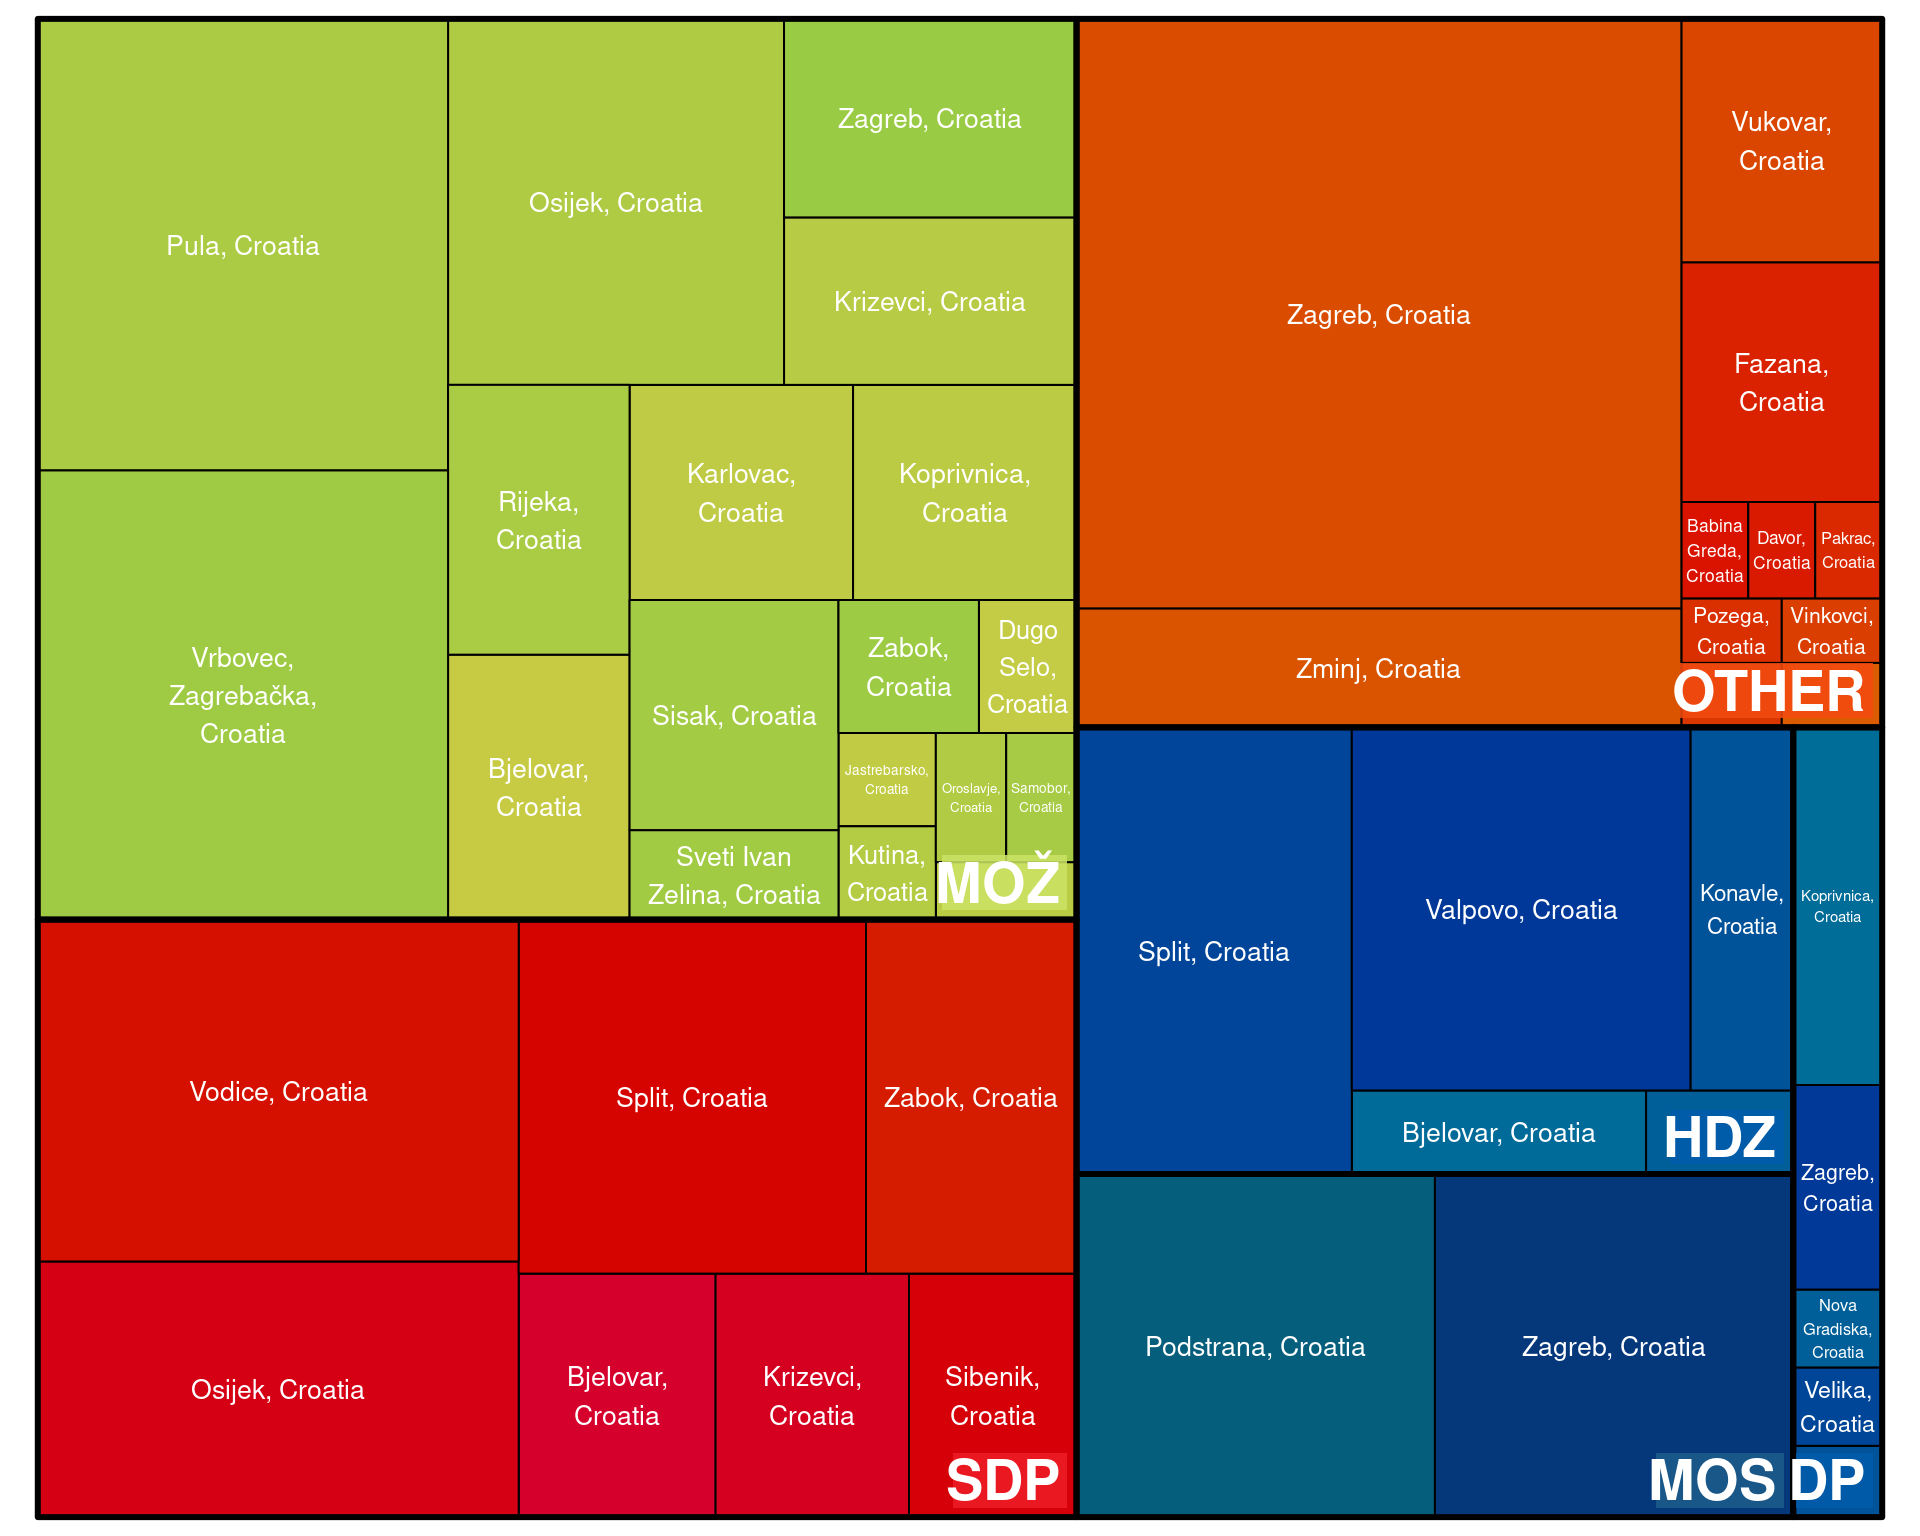 Pula, Croatia
Osijek, Croatia
Zagreb, Croatia
Krizevci, Croatia
Vrbovec,
Zagrebačka,
Croatia
Rijeka,
Croatia
Karlovac,
Croatia
Koprivnica,
Croatia
Bjelovar,
Croatia
Sisak, Croatia
Zabok,
Croatia
Dugo
Selo,
Croatia
Jastrebarsko,
Croatia
Oroslavje,
Croatia
Samobor,
Croatia
Sveti Ivan
Zelina, Croatia
Kutina,
Croatia
MOŽ
Vodice, Croatia
Split, Croatia
Zabok, Croatia
Osijek, Croatia
Bjelovar,
Croatia
Krizevci,
Croatia
Sibenik,
Croatia
SDP
Zagreb, Croatia
Vukovar,
Croatia
Fazana,
Croatia
Babina
Greda,
Croatia
Davor,
Croatia
Pakrac,
Croatia
Pozega,
Croatia
Vinkovci,
Croatia
Zminj, Croatia
OTHER
Split, Croatia
Valpovo, Croatia
Konavle,
Croatia
Bjelovar, Croatia
HDZ
Koprivnica,
Croatia
Zagreb,
Croatia
Nova
Gradiska,
Croatia
Velika,
Croatia
Podstrana, Croatia
Zagreb, Croatia
MOS
DP